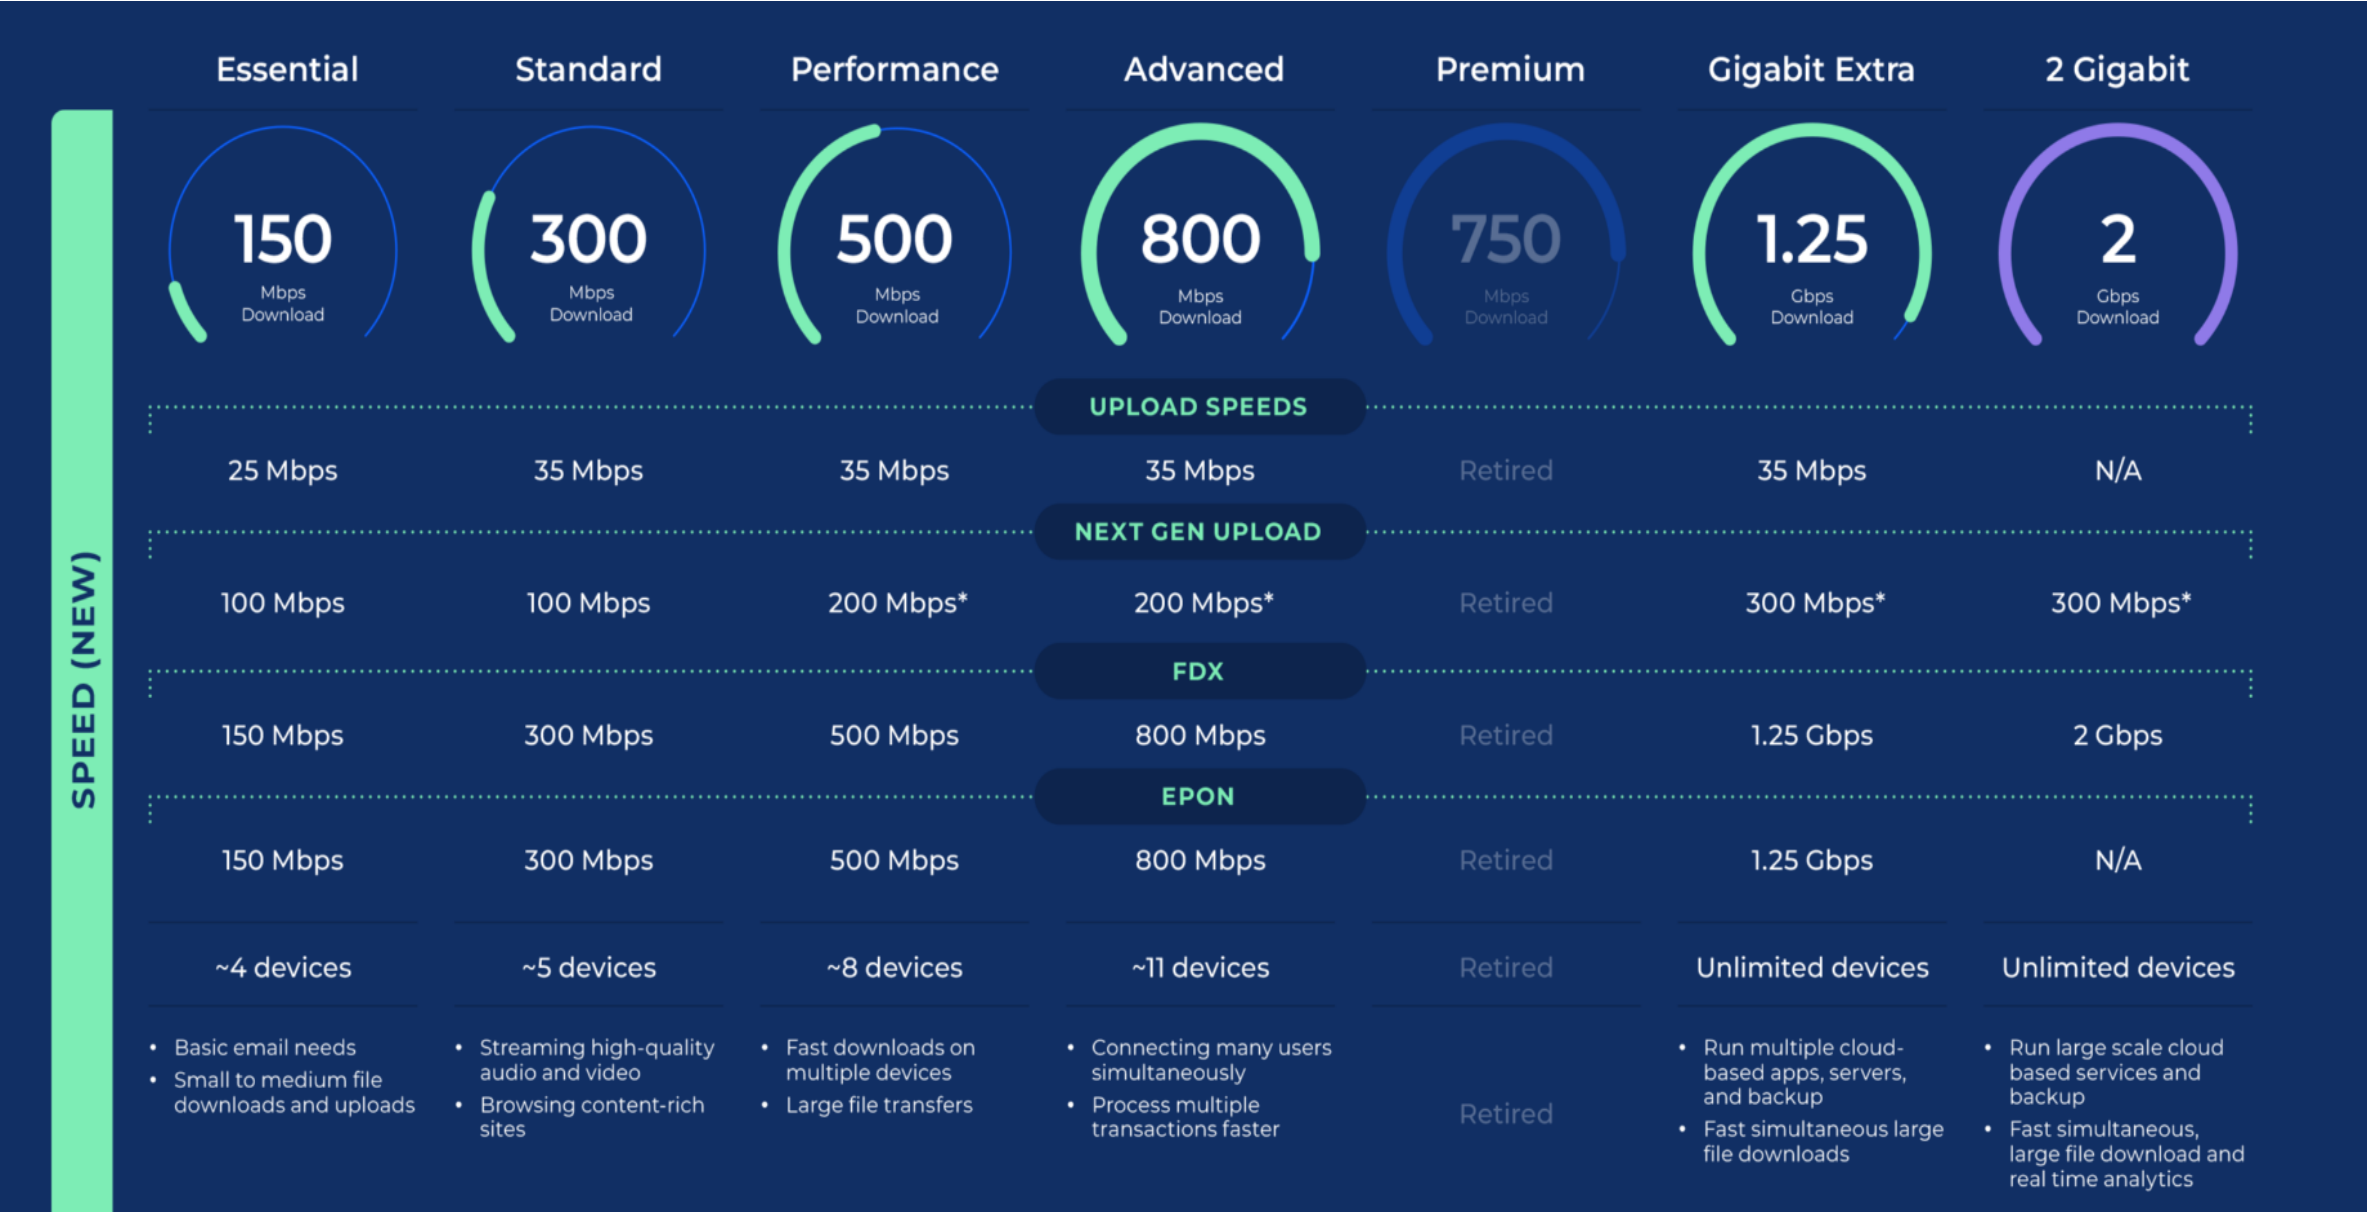 Essential Standard Performance Advanced Premium Gigabit Extra 2 Gigabit
150 300 500 800 750 1.25 2
Mbps Mbps Mbps Mbps Mbps Gbps Gbps
Download Download Download Download Download Download Download
UPLOAD SPEEDS
25 Mbps 35 Mbps 35 Mbps 35 Mbps Retired 35 Mbps N/A
NEXT GEN UPLOAD
100 Mbps 100 Mbps 200 Mbps* 200 Mbps* Retired 300 Mbps* 300 Mbps*
FDX
150 Mbps 300 Mbps 500 Mbps 800 Mbps Retired 1.25 Gbps 2 Gbps
EPON
150 Mbps 300 Mbps 500 Mbps 800 Mbps Retired 1.25 Gbps N/A
~4 devices ~5 devices ~8 devices ~11 devices Retired Unlimited devices Unlimited devices
• Basic email needs
• Small to medium file
downloads and uploads
• Streaming high-quality
audio and video
• Browsing content-rich
sites
• Fast downloads on
multiple devices
• Large file transfers
• Connecting many users
simultaneously
• Process multiple
transactions faster
Retired
• Run multiple cloud-
based apps, servers,
and backup
• Fast simultaneous large
file downloads
• Run large scale cloud
based services and
backup
• Fast simultaneous,
large file download and
real time analytics
SPEED (NEW)